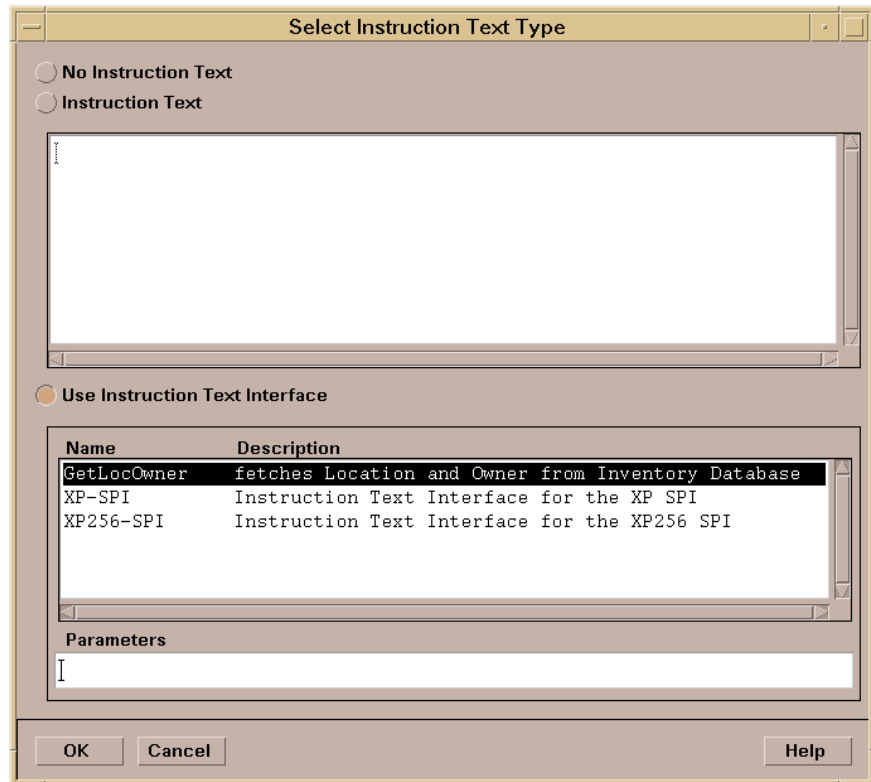 Select Instruction Text Type
No Instruction Text
Instruction Text
Use Instruction Text Interface
Name Description
GetLocOwner fetches Location and Owner from Inventory Database
XP-SPI Instruction Text Interface for the XP SPI
XP256-SPI Instruction Text Interface for the XP256 SPI
Parameters
OK Cancel Help